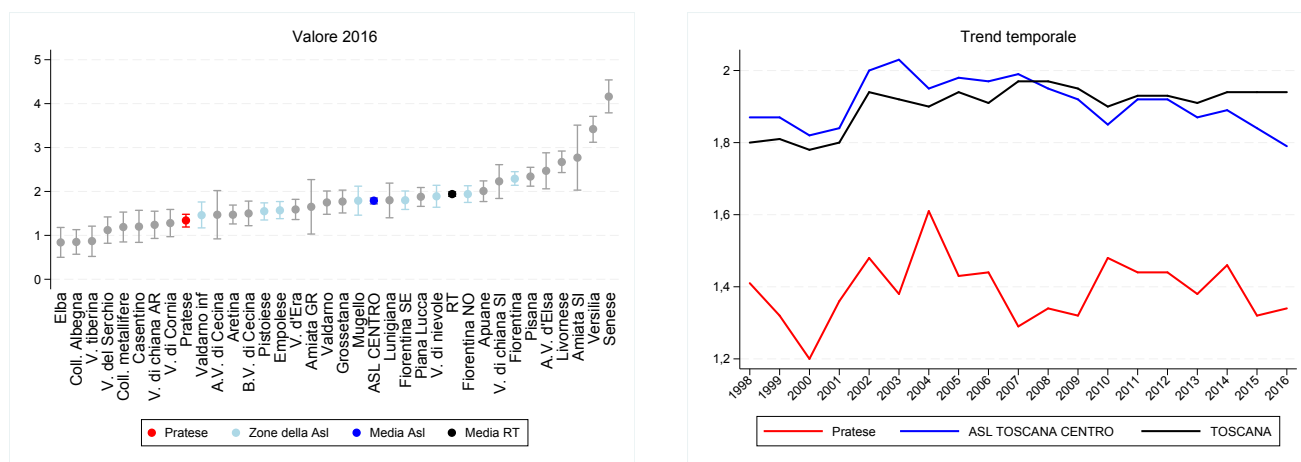 Valore 2016
5
4
3
2
1
0
Elba
Coll. Albegna
V. tiberina
V. del Serchio
Coll. metallifere
Casentino
V. di chiana AR
V. di Cornia
Pratese
Valdarno inf
A.V. di Cecina
Aretina
B.V. di Cecina
Pistoiese
Empolese
V. d'Era
Amiata GR
Valdarno
Grossetana
Mugello
ASL CENTRO
Lunigiana
Fiorentina SE
Piana Lucca
V. di nievole
RT
Fiorentina NO
Apuane
V. di chiana SI
Fiorentina
Pisana
A.V. d'Elsa
Livornese
Amiata SI
Versilia
Senese
Pratese Zone della Asl Media Asl Media RT
Trend temporale
2
1,8
1,6
1,4
1,2
1998 1999 2000 2001 2002 2003 2004 2005 2006 2007 2008 2009 2010 2011 2012 2013 2014 2015 2016
Pratese ASL TOSCANA CENTRO TOSCANA